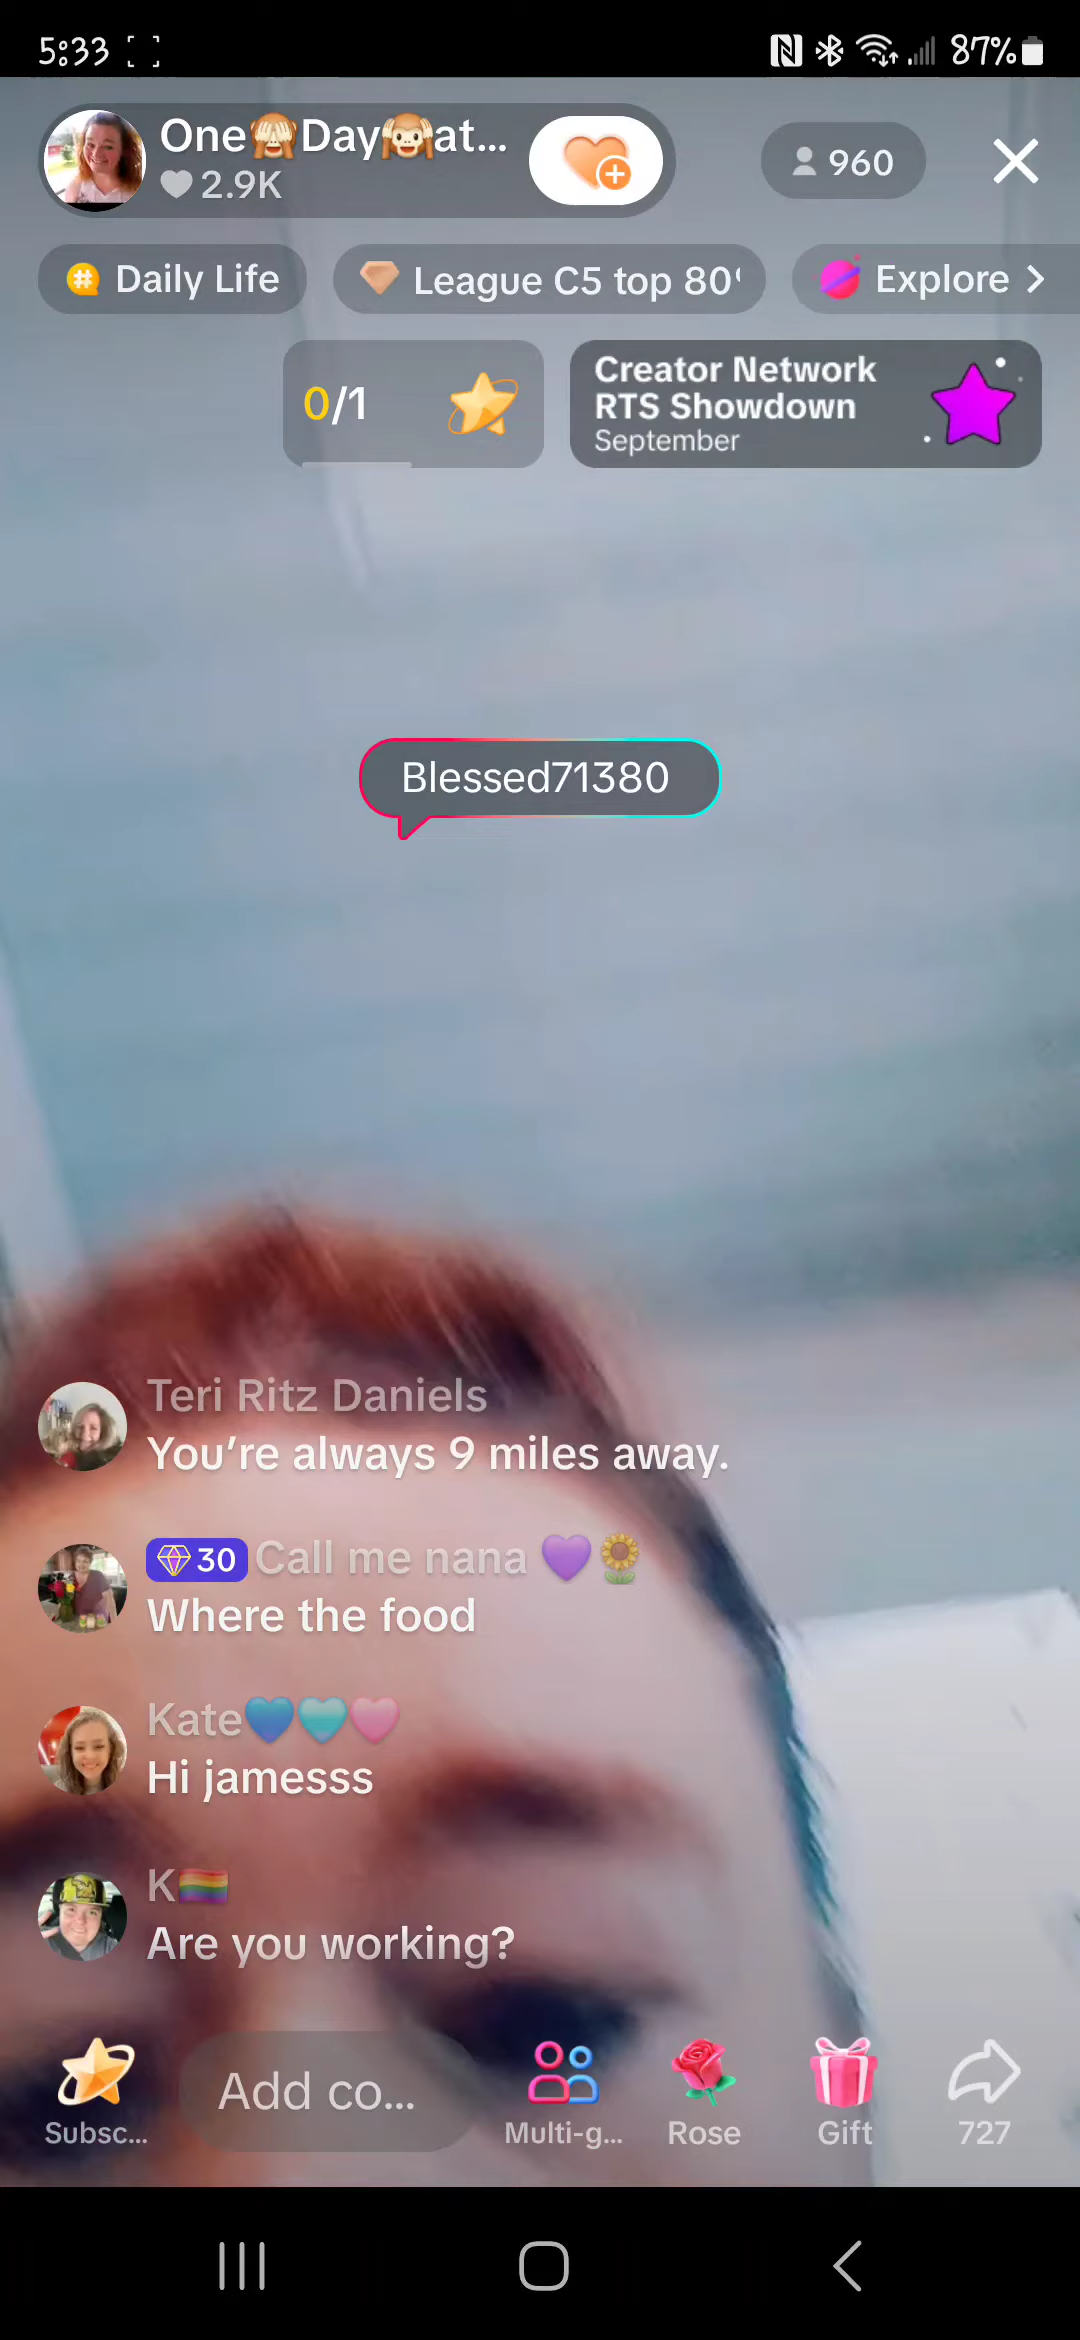 5:33
87%
One🙈Day🙉at...
2.9K
960
Daily Life
League C5 top 80
Explore
0/1
Creator Network
RTS Showdown
September
Blessed71380
Teri Ritz Daniels
You’re always 9 miles away.
30 Call me nana 💜🌻
Where the food
Kate💙🩵🩷
Hi jamesss
K🏳️‍🌈
Are you working?
Add co...
Subsc...
Multi-g...
Rose
Gift
727